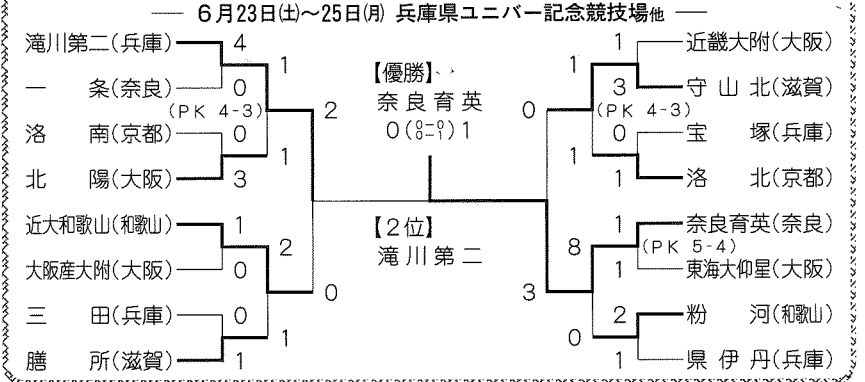 6月23日(土)～25日(月) 兵庫県ユニバー記念競技場他
滝川第二(兵庫) 4
一条(奈良) 0
1
(PK 4-3)
洛南(京都) 0
北陽(大阪) 3
1
2
近大和歌山(和歌山) 1
大阪産大附(大阪) 0
2
三田(兵庫) 0
膳所(滋賀) 1
1
0
【優勝】
奈良育英
0(0-0 0-1)1
【2位】
滝川第二
1 近畿大附(大阪)
3 守山北(滋賀)
1
(PK 4-3)
0 宝塚(兵庫)
1 洛北(京都)
1
0
1 奈良育英(奈良)
(PK 5-4)
1 東海大仰星(大阪)
8
2 粉河(和歌山)
1 県伊丹(兵庫)
0
3